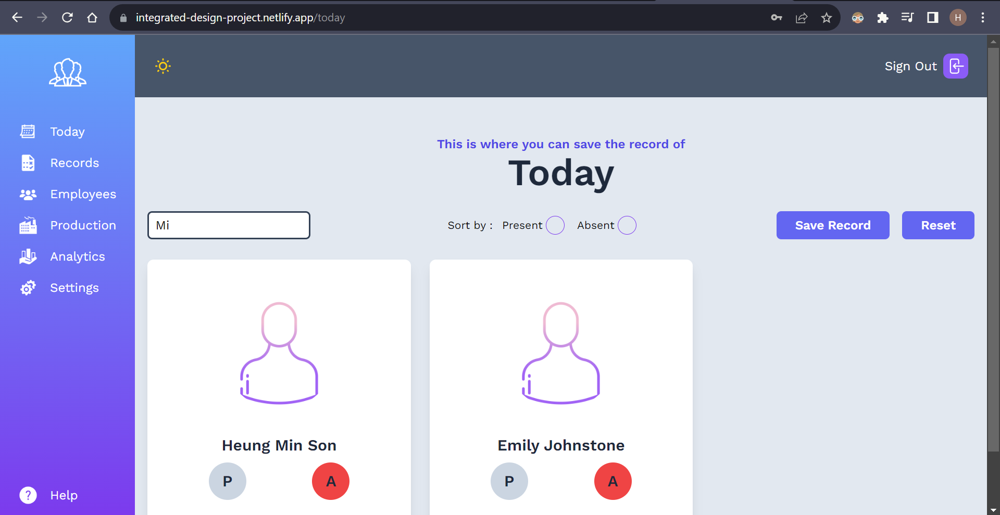 integrated-design-project.netlify.app/today
H
Sign Out
Today
Records
Employees
Production
Analytics
Settings
Help
This is where you can save the record of
Today
Mi
Sort by : Present Absent
Save Record
Reset
Heung Min Son
P A
Emily Johnstone
P A